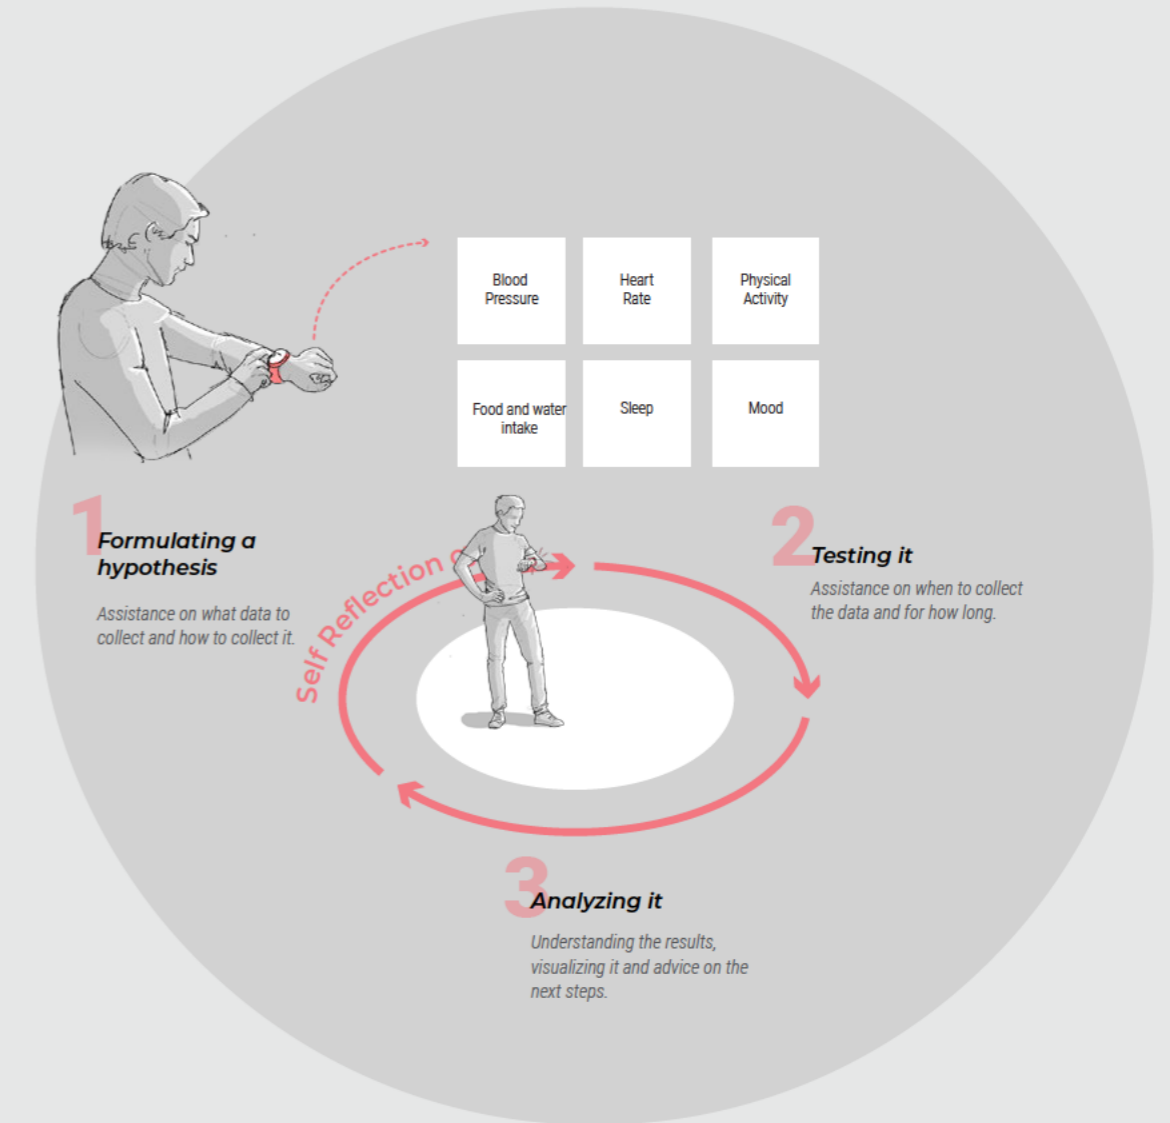 Blood
Pressure
Heart
Rate
Physical
Activity
Food and water
intake
Sleep
Mood
1
Formulating a
hypothesis
Assistance on what data to
collect and how to collect it.
Self Reflection
2
Testing it
Assistance on when to collect
the data and for how long.
3
Analyzing it
Understanding the results,
visualizing it and advice on the
next steps.